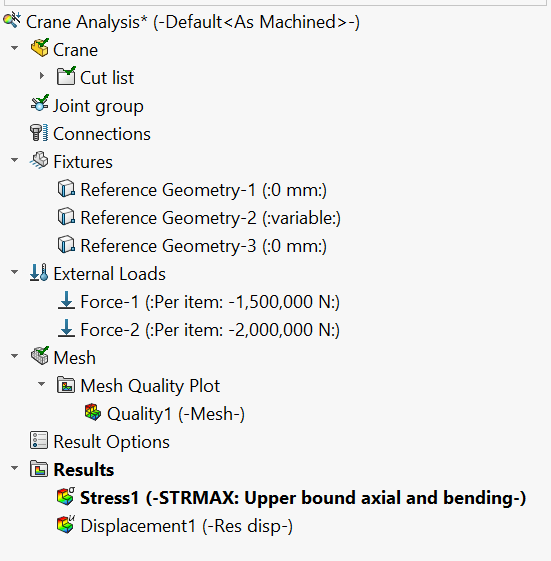 Crane Analysis* (-Default<As Machined>-)
Crane
Cut list
Joint group
Connections
Fixtures
Reference Geometry-1 (:0 mm:)
Reference Geometry-2 (:variable:)
Reference Geometry-3 (:0 mm:)
External Loads
Force-1 (:Per item: -1,500,000 N:)
Force-2 (:Per item: -2,000,000 N:)
Mesh
Mesh Quality Plot
Quality1 (-Mesh-)
Result Options
Results
Stress1 (-STRMAX: Upper bound axial and bending-)
Displacement1 (-Res disp-)